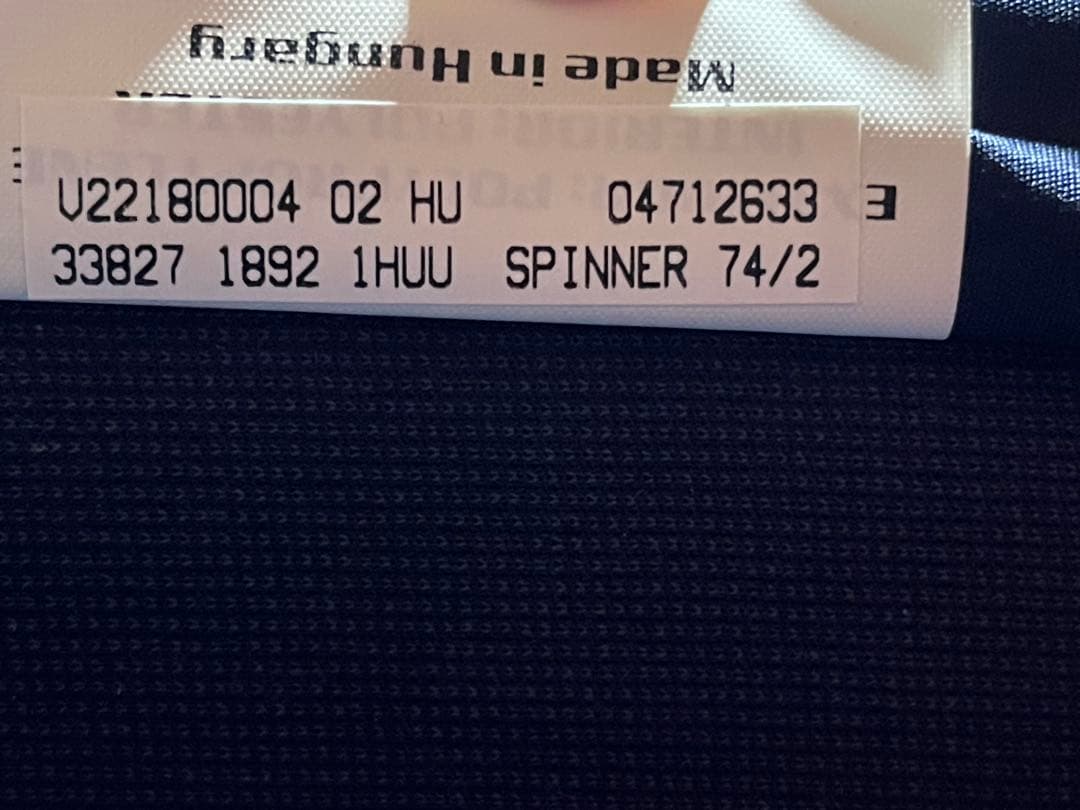 Made in Hungary
V22180004 02 HU 04712633
33827 1892 1HUU SPINNER 74/2